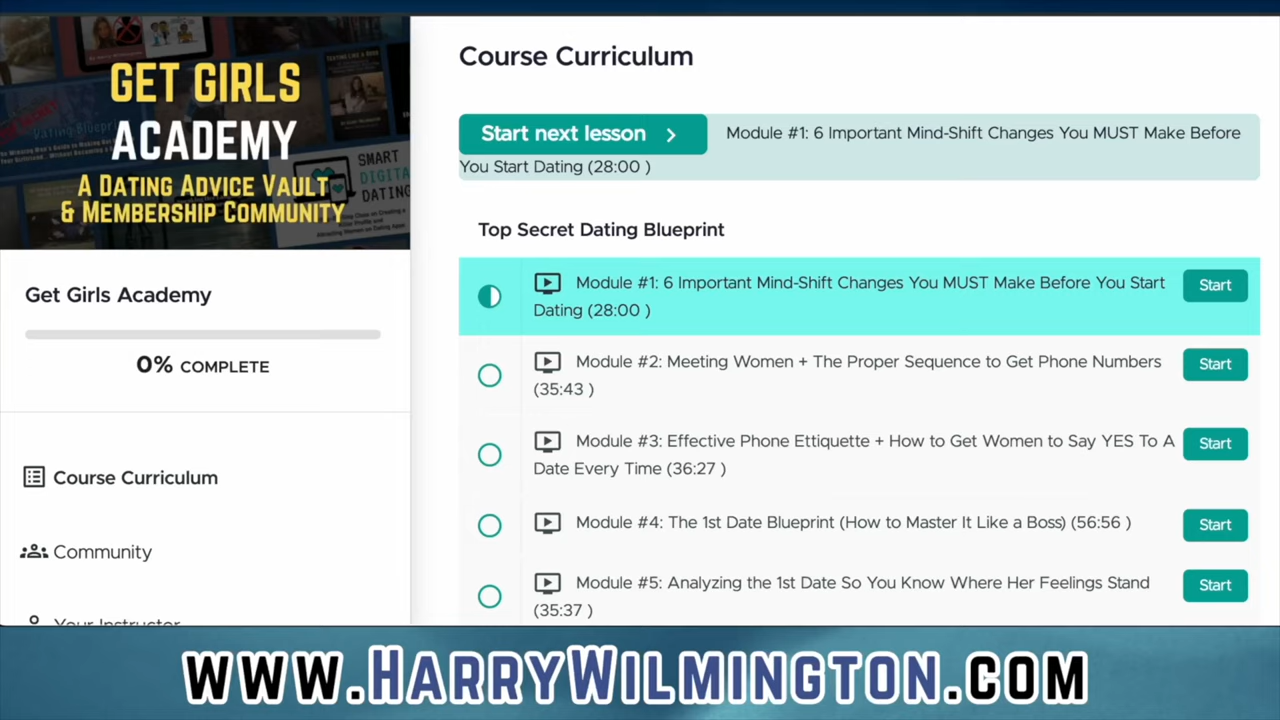 GET GIRLS
ACADEMY
A DATING ADVICE VAULT
& MEMBERSHIP COMMUNITY
SMART
DIGITAL
DATING
Get Girls Academy
0% COMPLETE
Course Curriculum
Community
Your Instructor
Course Curriculum
Start next lesson
Module #1: 6 Important Mind-Shift Changes You MUST Make Before
You Start Dating (28:00 )
Top Secret Dating Blueprint
Module #1: 6 Important Mind-Shift Changes You MUST Make Before You Start
Dating (28:00 )
Start
Module #2: Meeting Women + The Proper Sequence to Get Phone Numbers
(35:43 )
Start
Module #3: Effective Phone Ettiquette + How to Get Women to Say YES To A
Date Every Time (36:27 )
Start
Module #4: The 1st Date Blueprint (How to Master It Like a Boss) (56:56 )
Start
Module #5: Analyzing the 1st Date So You Know Where Her Feelings Stand
(35:37 )
Start
WWW.HARRYWILMINGTON.COM